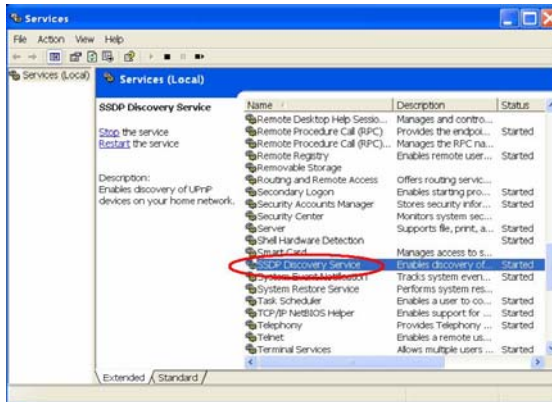 Services
File Action View Help
Services (Local)
Services (Local)
SSDP Discovery Service
Stop the service
Restart the service
Description:
Enables discovery of UPnP
devices on your home network.
Name Description Status
Remote Desktop Help Sessio... Manages and contro...
Remote Procedure Call (RPC) Provides the endpoi... Started
Remote Procedure Call (RPC)... Manages the RPC na...
Remote Registry Enables remote user... Started
Removable Storage
Routing and Remote Access Offers routing servic...
Secondary Logon Enables starting pro... Started
Security Accounts Manager Stores security infor... Started
Security Center Monitors system sec...
Server Supports file, print, a... Started
Shell Hardware Detection Started
Smart Card Manages access to s...
SSDP Discovery Service Enables discovery of... Started
System Event Notification Tracks system even... Started
System Restore Service Performs system res...
Task Scheduler Enables a user to co... Started
TCP/IP NetBIOS Helper Enables support for ... Started
Telephony Provides Telephony ... Started
Telnet Enables a remote us...
Terminal Services Allows multiple users ... Started
Extended Standard